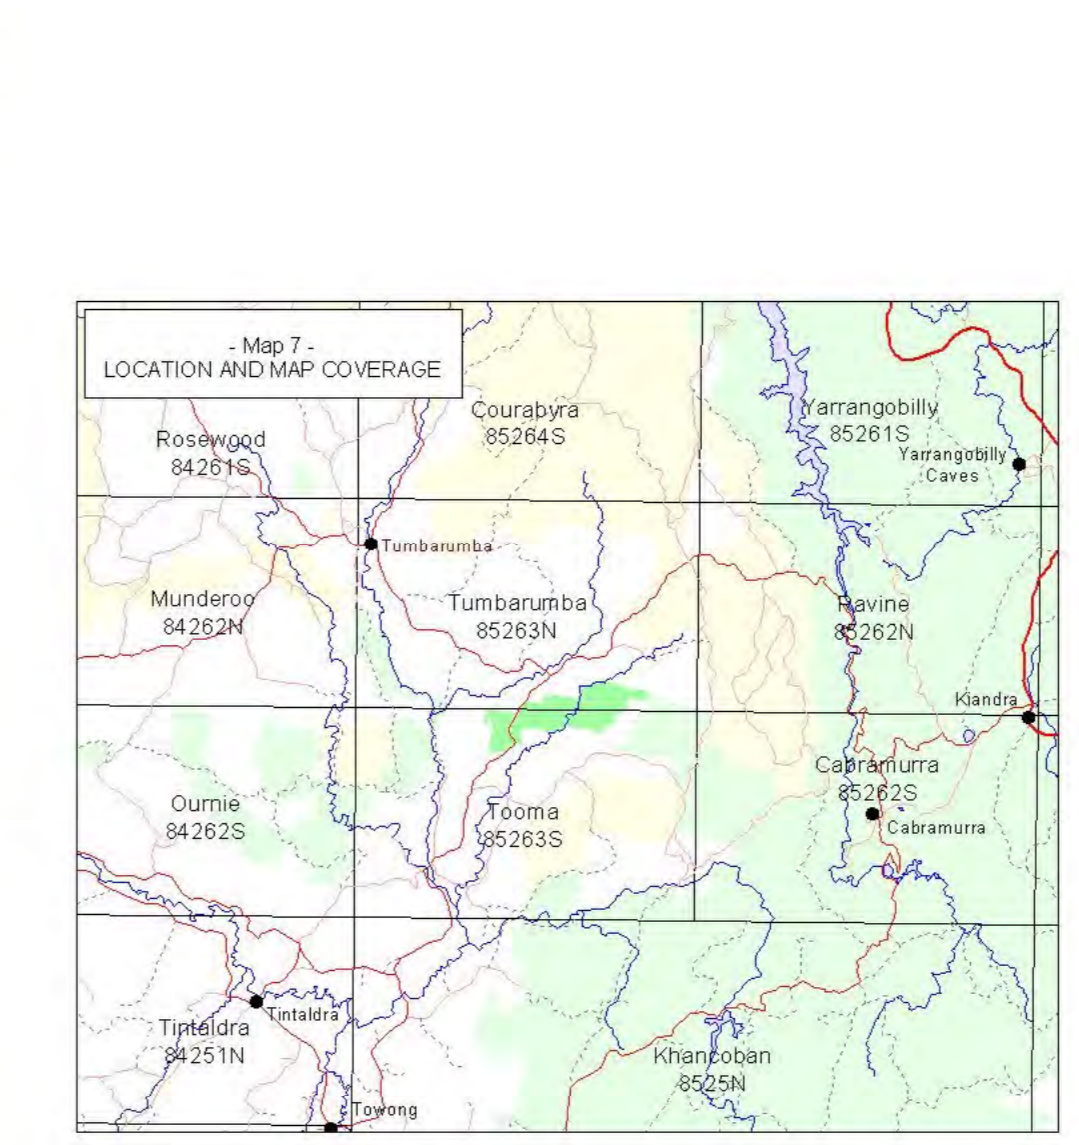 - Map 7 -
LOCATION AND MAP COVERAGE
Courabyra
85264S
Yarrangobilly
85261S
Rosewood
84261S
Yarrangobilly
Caves
Tumbarumba
Munderoo
84262N
Tumbarumba
85263N
Ravine
85262N
Kiandra
Cabramurra
85262S
Ournie
84262S
Tooma
85263S
Cabramurra
Tintaldra
Tintaldra
84251N
Khancoban
8525N
Towong